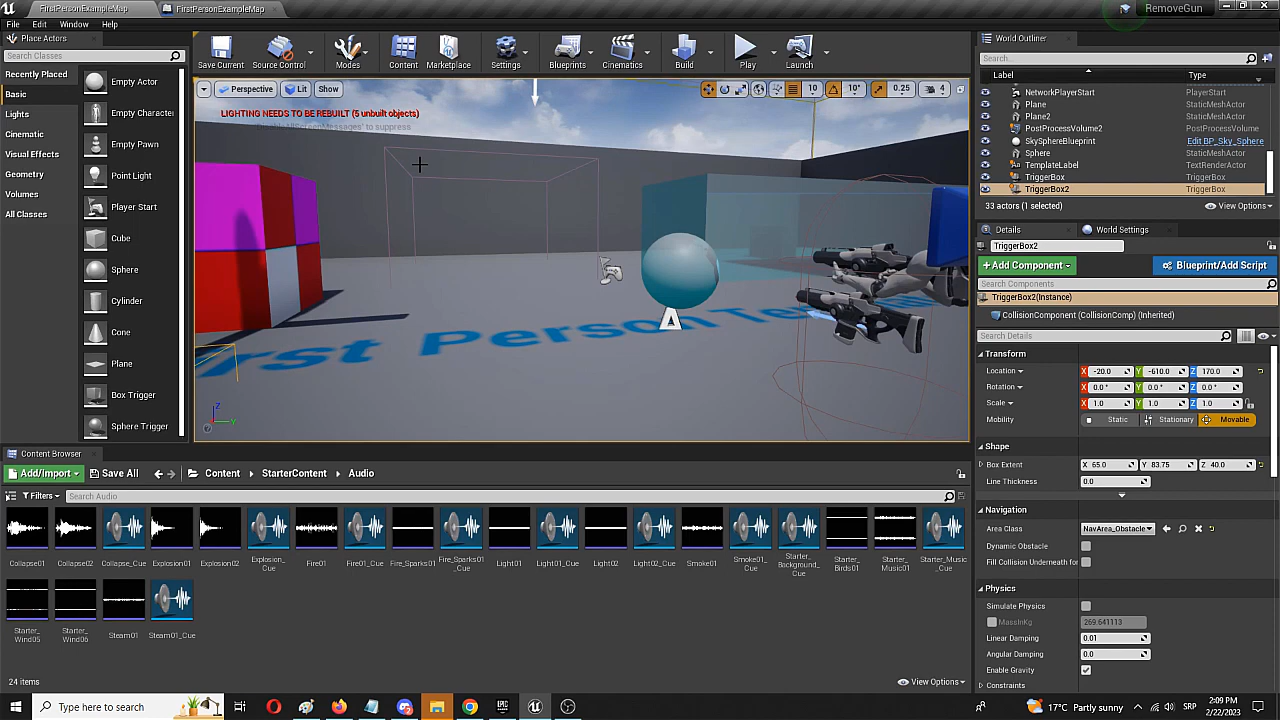 FirstPersonExampleMap
FirstPersonExampleMap
RemoveGun
File Edit Window Help
Place Actors
Search Classes
Recently Placed
Basic
Lights
Cinematic
Visual Effects
Geometry
Volumes
All Classes
Empty Actor
Empty Character
Empty Pawn
Point Light
Player Start
Cube
Sphere
Cylinder
Cone
Plane
Box Trigger
Sphere Trigger
Save Current Source Control Modes Content Marketplace Settings Blueprints Cinematics Build Play Launch
Perspective Lit Show
10 10° 0.25 4
LIGHTING NEEDS TO BE REBUILT (5 unbuilt objects)
'DisableAllScreenMessages' to suppress
First Person Te
World Outliner
Search...
Label Type
NetworkPlayerStart PlayerStart
Plane StaticMeshActor
Plane2 StaticMeshActor
PostProcessVolume2 PostProcessVolume
SkySphereBlueprint Edit BP_Sky_Sphere
Sphere StaticMeshActor
TemplateLabel TextRenderActor
TriggerBox TriggerBox
TriggerBox2 TriggerBox
33 actors (1 selected) View Options
Details World Settings
TriggerBox2
+Add Component Blueprint/Add Script
Search Components
TriggerBox2(Instance)
CollisionComponent (CollisionComp) (Inherited)
Search Details
Transform
Location X -20.0 Y -610.0 Z 170.0
Rotation X 0.0° Y 0.0° Z 0.0°
Scale X 1.0 Y 1.0 Z 1.0
Mobility Static Stationary Movable
Shape
Box Extent X 65.0 Y 83.75 Z 40.0
Line Thickness 0.0
Navigation
Area Class NavArea_Obstacle
Dynamic Obstacle
Fill Collision Underneath for
Physics
Simulate Physics
MassInKg 269.641113
Linear Damping 0.01
Angular Damping 0.0
Enable Gravity
Constraints
Content Browser
Add/Import Save All Content StarterContent Audio
Filters Search Audio
Collapse01 Collapse02 Collapse_Cue Explosion01 Explosion02 Explosion_Cue Fire01 Fire01_Cue Fire_Sparks01 Fire_Sparks01_Cue Light01 Light01_Cue Light02 Light02_Cue Smoke01 Smoke01_Cue Starter_Background_Cue Starter_Birds01 Starter_Music01 Starter_Music_Cue
Starter_Wind05 Starter_Wind06 Steam01 Steam01_Cue
24 items View Options
Type here to search
17°C Partly sunny SRP 2:09 PM
2/22/2023